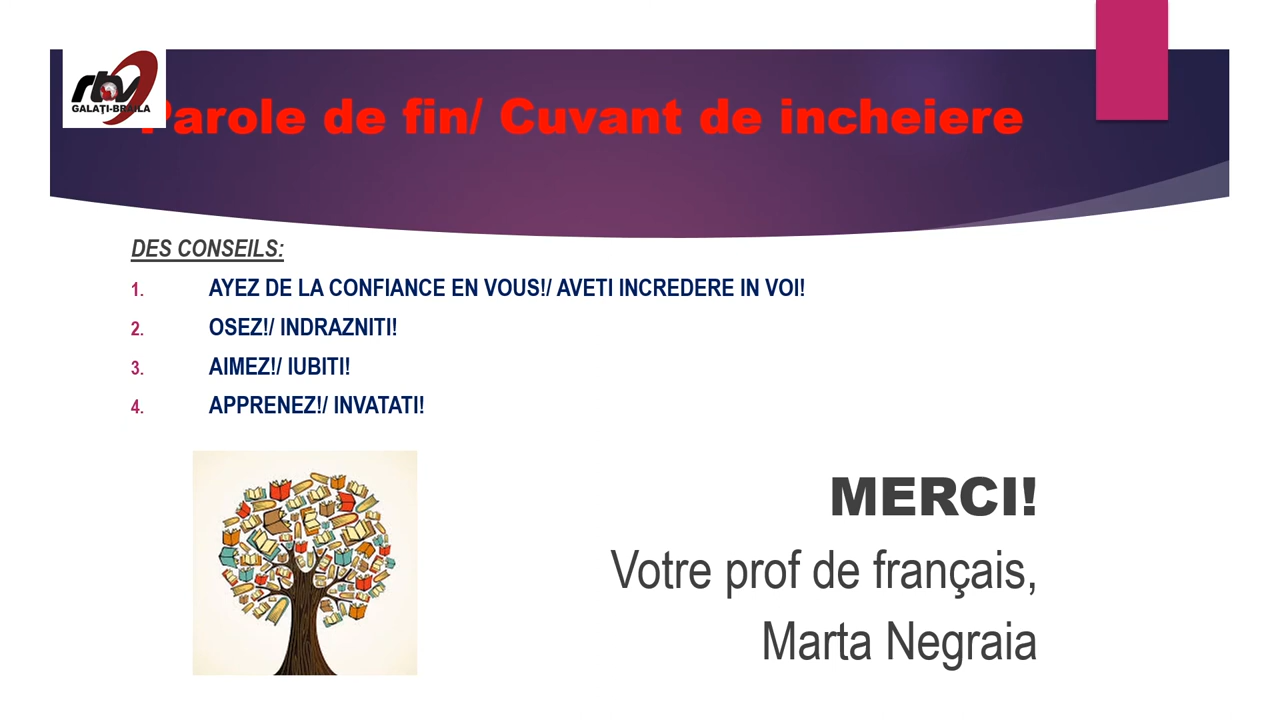 rtv
GALAȚI-BRĂILA
Parole de fin/ Cuvant de incheiere
DES CONSEILS:
1. AYEZ DE LA CONFIANCE EN VOUS!/ AVETI INCREDERE IN VOI!
2. OSEZ!/ INDRAZNITI!
3. AIMEZ!/ IUBITI!
4. APPRENEZ!/ INVATATI!
MERCI!
Votre prof de français,
Marta Negraia